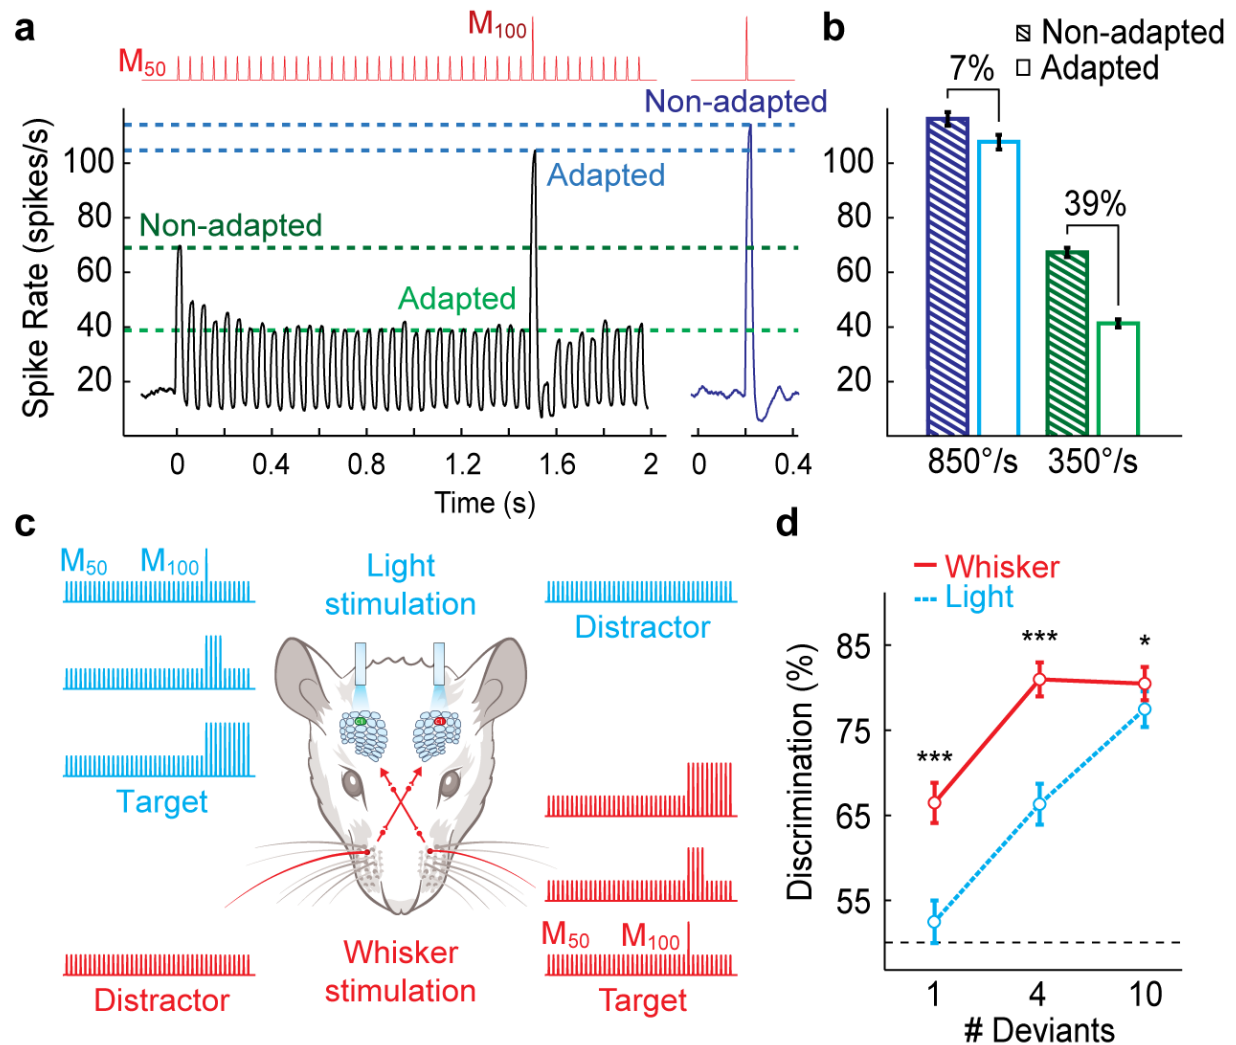 a
M50
M100
Spike Rate (spikes/s)
100
80
60
40
20
Non-adapted
Adapted
Non-adapted
Adapted
0 0.4 0.8 1.2 1.6 2 0 0.4
Time (s)
b
Non-adapted
Adapted
7%
39%
100
80
60
40
20
850°/s 350°/s
c
M50 M100
Target
Light
stimulation
Distractor
G1
G1
Distractor
Whisker
stimulation
M50 M100
Target
d
Whisker
Light
Discrimination (%)
85
75
65
55
***
***
*
1 4 10
# Deviants